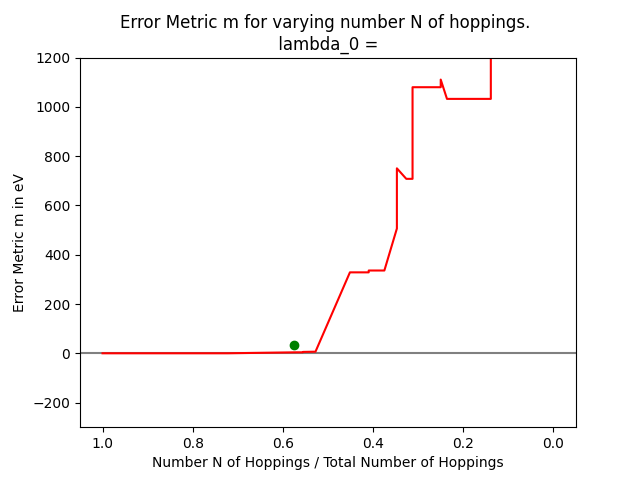 Error Metric m for varying number N of hoppings.
lambda_0 =
1200
1000
800
600
400
200
0
−200
Error Metric m in eV
1.0 0.8 0.6 0.4 0.2 0.0
Number N of Hoppings / Total Number of Hoppings